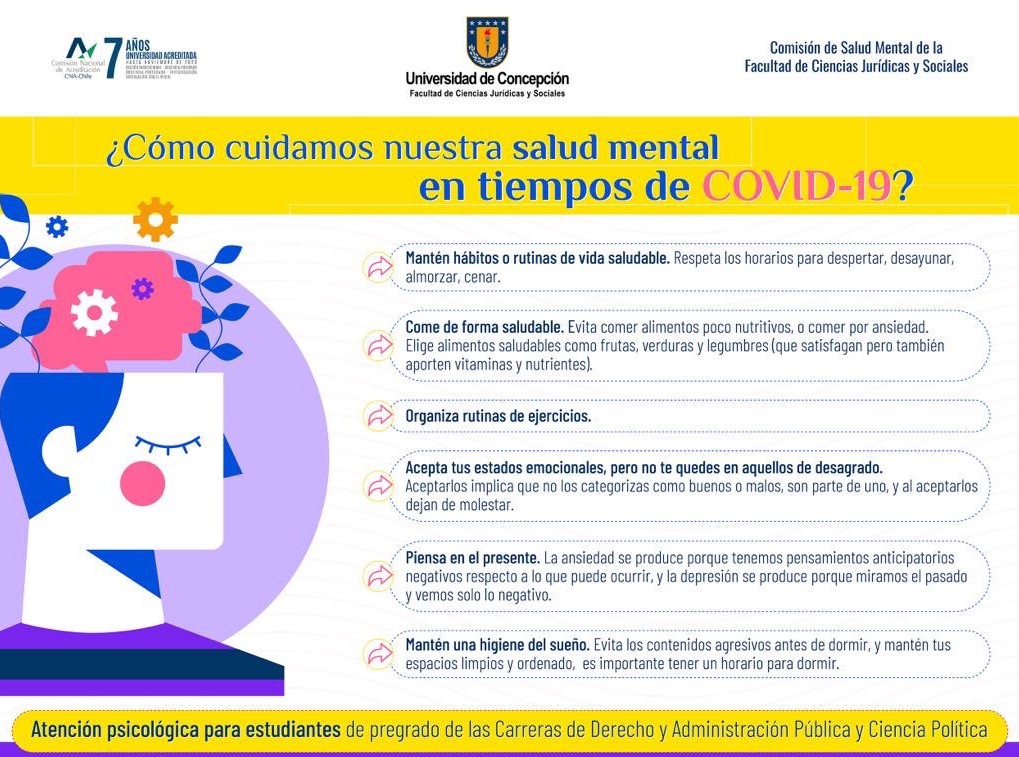 Comisión Nacional
de Acreditación
CNA-Chile
7 AÑOS
UNIVERSIDAD ACREDITADA
Universidad de Concepción
Facultad de Ciencias Jurídicas y Sociales
Comisión de Salud Mental de la
Facultad de Ciencias Jurídicas y Sociales
¿Cómo cuidamos nuestra salud mental
en tiempos de COVID-19?
Mantén hábitos o rutinas de vida saludable. Respeta los horarios para despertar, desayunar,
almorzar, cenar.
Come de forma saludable. Evita comer alimentos poco nutritivos, o comer por ansiedad.
Elige alimentos saludables como frutas, verduras y legumbres (que satisfagan pero también
aporten vitaminas y nutrientes).
Organiza rutinas de ejercicios.
Acepta tus estados emocionales, pero no te quedes en aquellos de desagrado.
Aceptarlos implica que no los categorizas como buenos o malos, son parte de uno, y al aceptarlos
dejan de molestar.
Piensa en el presente. La ansiedad se produce porque tenemos pensamientos anticipatorios
negativos respecto a lo que puede ocurrir, y la depresión se produce porque miramos el pasado
y vemos solo lo negativo.
Mantén una higiene del sueño. Evita los contenidos agresivos antes de dormir, y mantén tus
espacios limpios y ordenado, es importante tener un horario para dormir.
Atención psicológica para estudiantes de pregrado de las Carreras de Derecho y Administración Pública y Ciencia Política